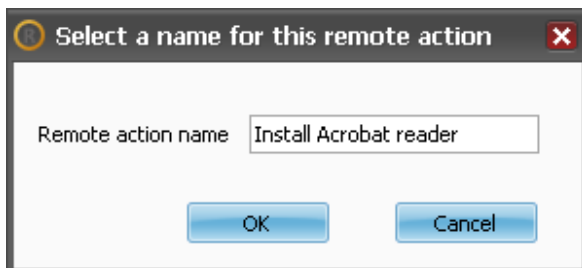 R Select a name for this remote action
Remote action name Install Acrobat reader
OK Cancel